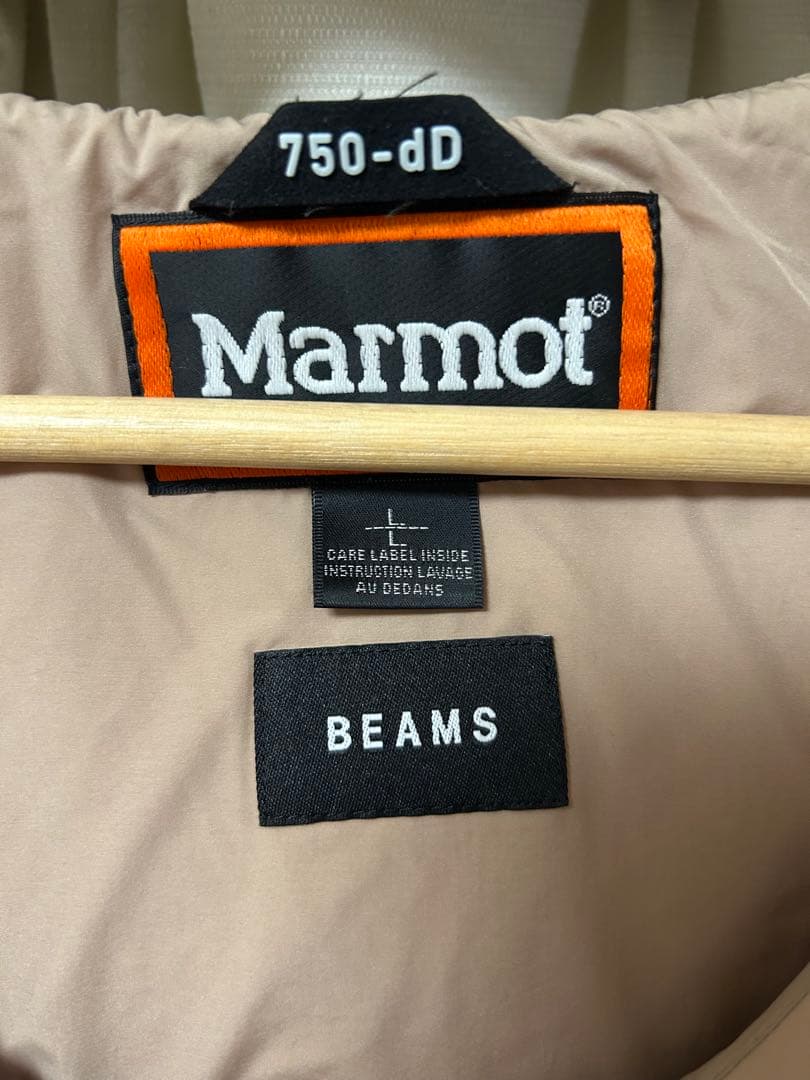 750-dD
Marmot®
L
L
CARE LABEL INSIDE
INSTRUCTION LAVAGE
AU DEDANS
BEAMS